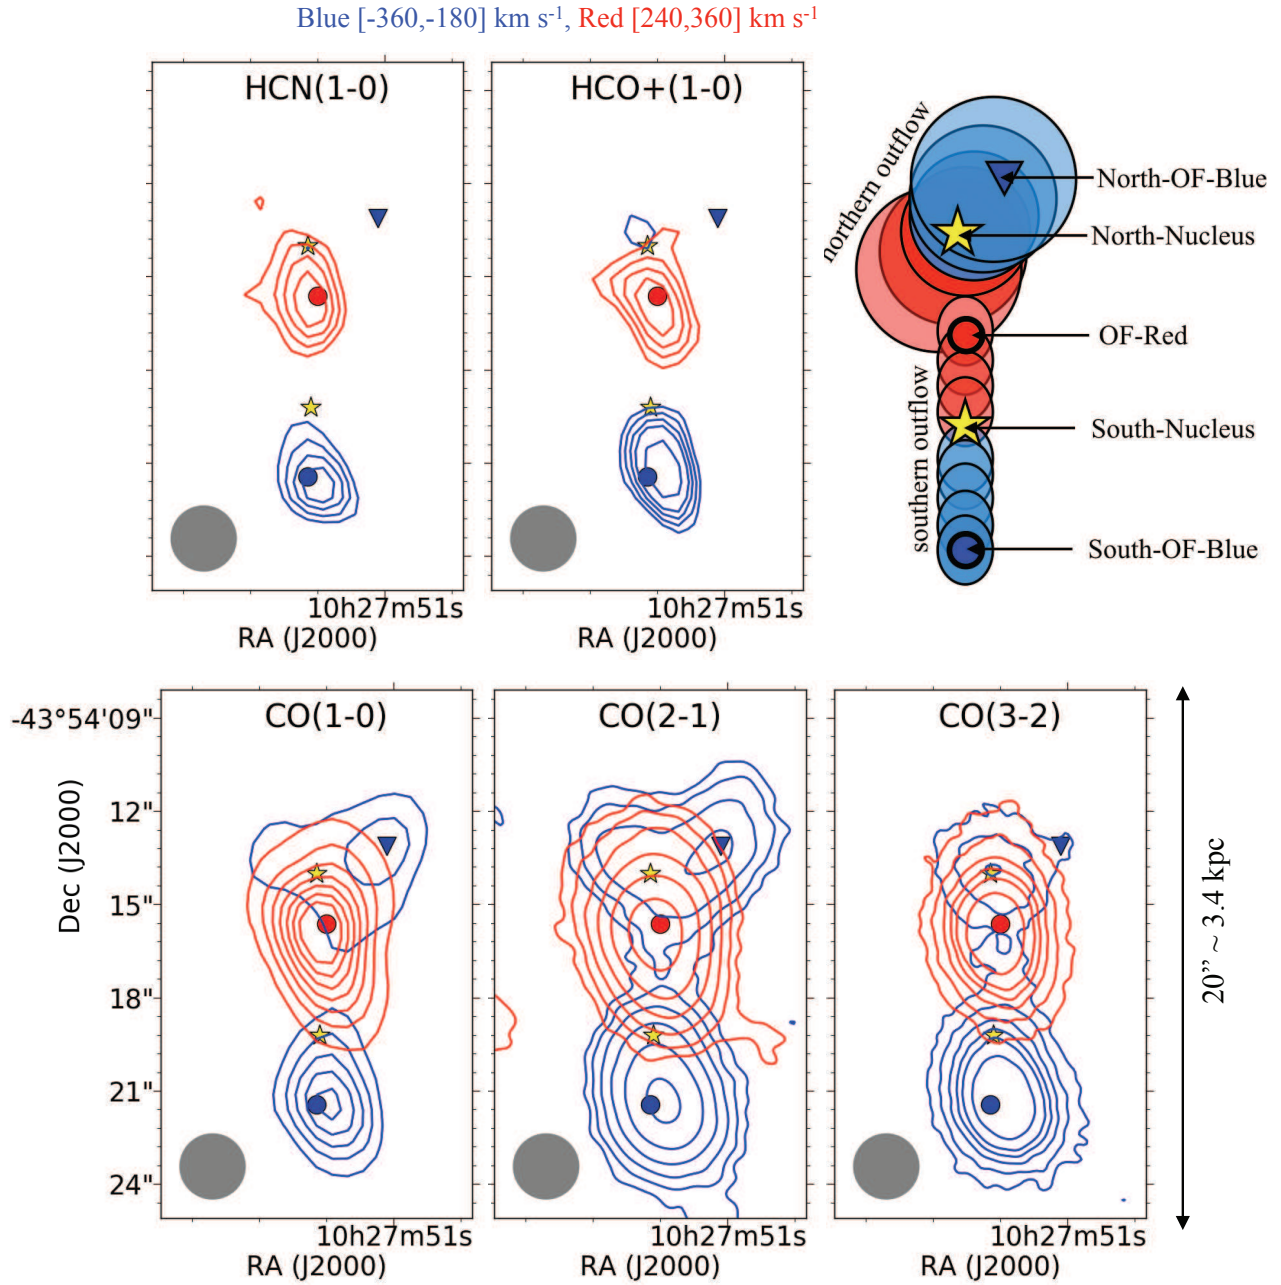 Blue [-360,-180] km s-1, Red [240,360] km s-1
HCN(1-0)
HCO+(1-0)
10h27m51s
RA (J2000)
10h27m51s
RA (J2000)
northern outflow
southern outflow
North-OF-Blue
North-Nucleus
OF-Red
South-Nucleus
South-OF-Blue
CO(1-0)
CO(2-1)
CO(3-2)
-43°54'09"
12"
15"
18"
21"
24"
Dec (J2000)
10h27m51s
RA (J2000)
10h27m51s
RA (J2000)
10h27m51s
RA (J2000)
20” ~ 3.4 kpc